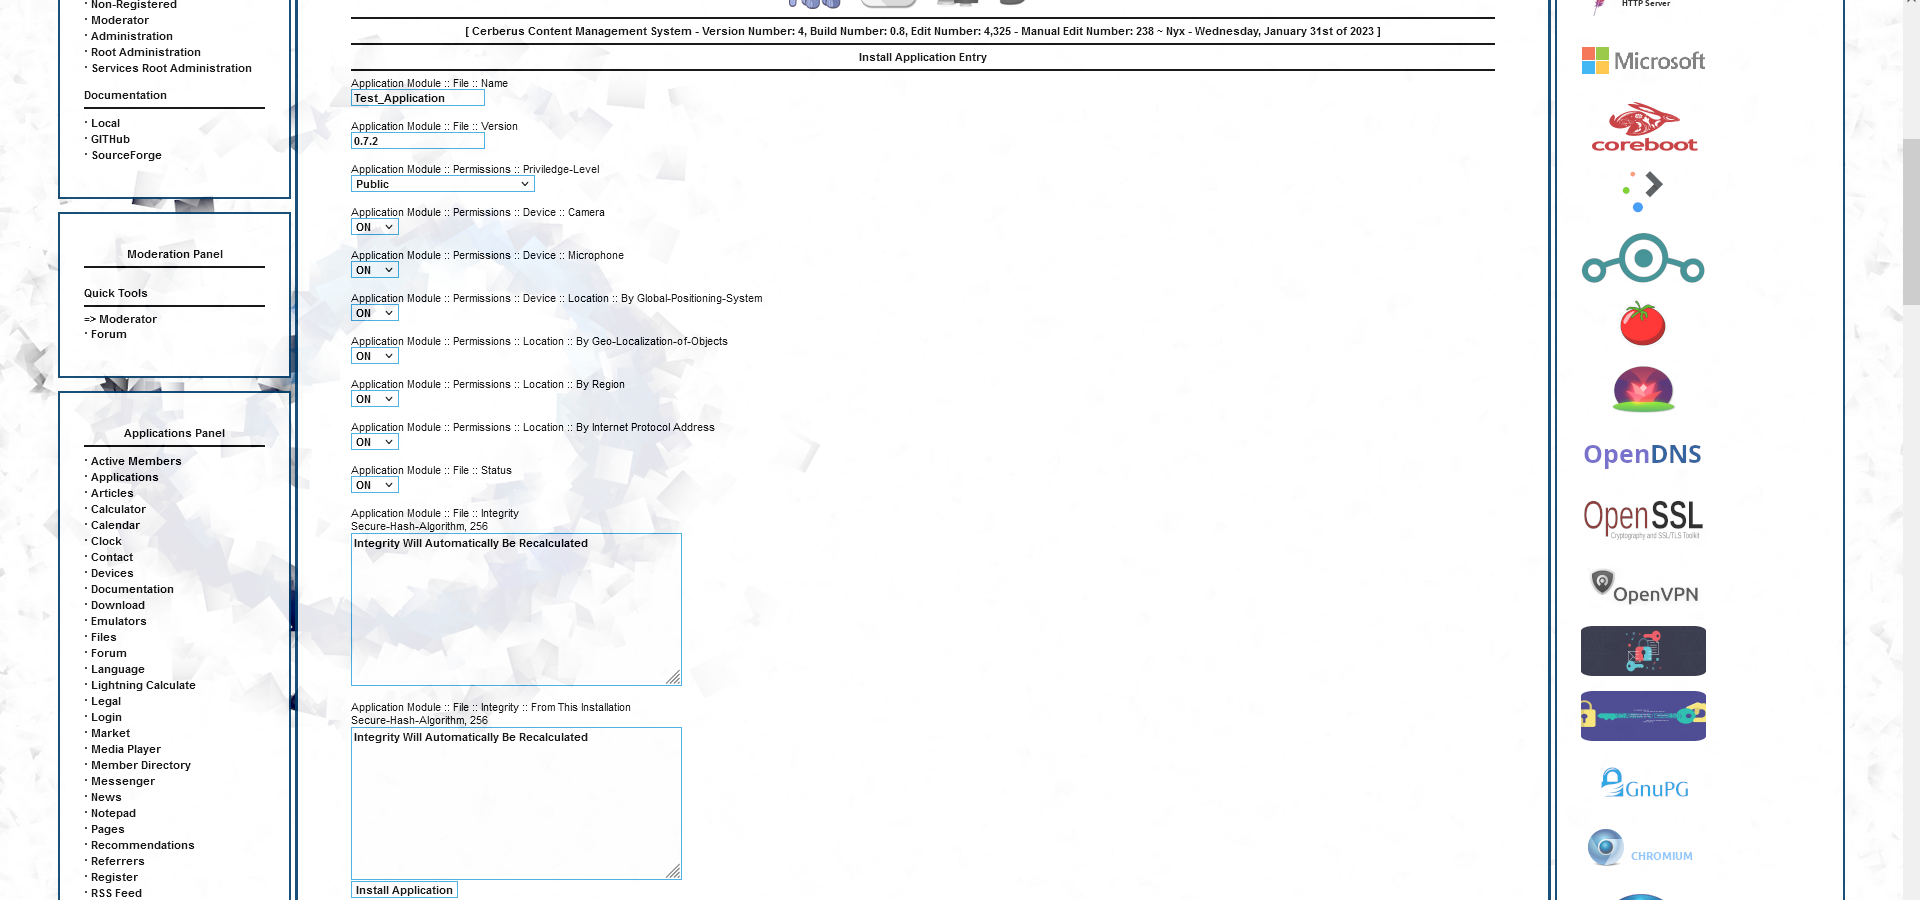 · Non-Registered
· Moderator
· Administration
· Root Administration
· Services Root Administration
Documentation
· Local
· GITHub
· SourceForge
Moderation Panel
Quick Tools
=> Moderator
· Forum
Applications Panel
· Active Members
· Applications
· Articles
· Calculator
· Calendar
· Clock
· Contact
· Devices
· Documentation
· Download
· Emulators
· Files
· Forum
· Language
· Lightning Calculate
· Legal
· Login
· Market
· Media Player
· Member Directory
· Messenger
· News
· Notepad
· Pages
· Recommendations
· Referrers
· Register
· RSS Feed
[ Cerberus Content Management System - Version Number: 4, Build Number: 0.8, Edit Number: 4,325 - Manual Edit Number: 238 ~ Nyx - Wednesday, January 31st of 2023 ]
Install Application Entry
Application Module :: File :: Name
Test_Application
Application Module :: File :: Version
0.7.2
Application Module :: Permissions :: Priviledge-Level
Public
Application Module :: Permissions :: Device :: Camera
ON
Application Module :: Permissions :: Device :: Microphone
ON
Application Module :: Permissions :: Device :: Location :: By Global-Positioning-System
ON
Application Module :: Permissions :: Location :: By Geo-Localization-of-Objects
ON
Application Module :: Permissions :: Location :: By Region
ON
Application Module :: Permissions :: Location :: By Internet Protocol Address
ON
Application Module :: File :: Status
ON
Application Module :: File :: Integrity
Secure-Hash-Algorithm, 256
Integrity Will Automatically Be Recalculated
Application Module :: File :: Integrity :: From This Installation
Secure-Hash-Algorithm, 256
Integrity Will Automatically Be Recalculated
Install Application
HTTP Server
Microsoft
coreboot
OpenDNS
OpenSSL
Cryptography and SSL/TLS Toolkit
OpenVPN
GnuPG
CHROMIUM